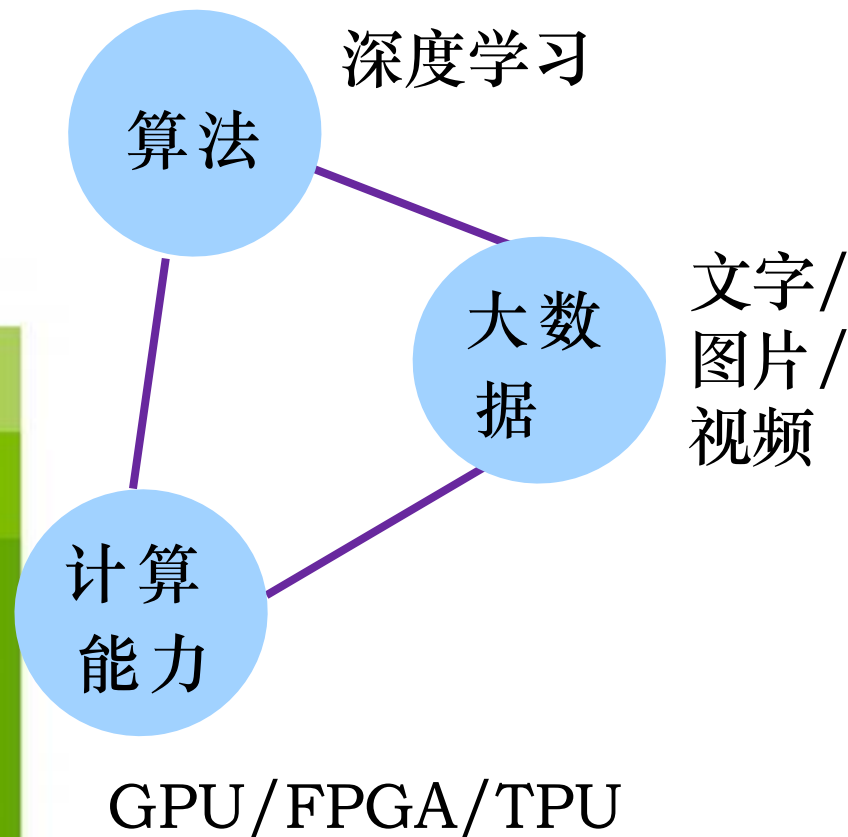 深度学习
算法
大数
据
文字/
图片/
视频
计算
能力
GPU/FPGA/TPU